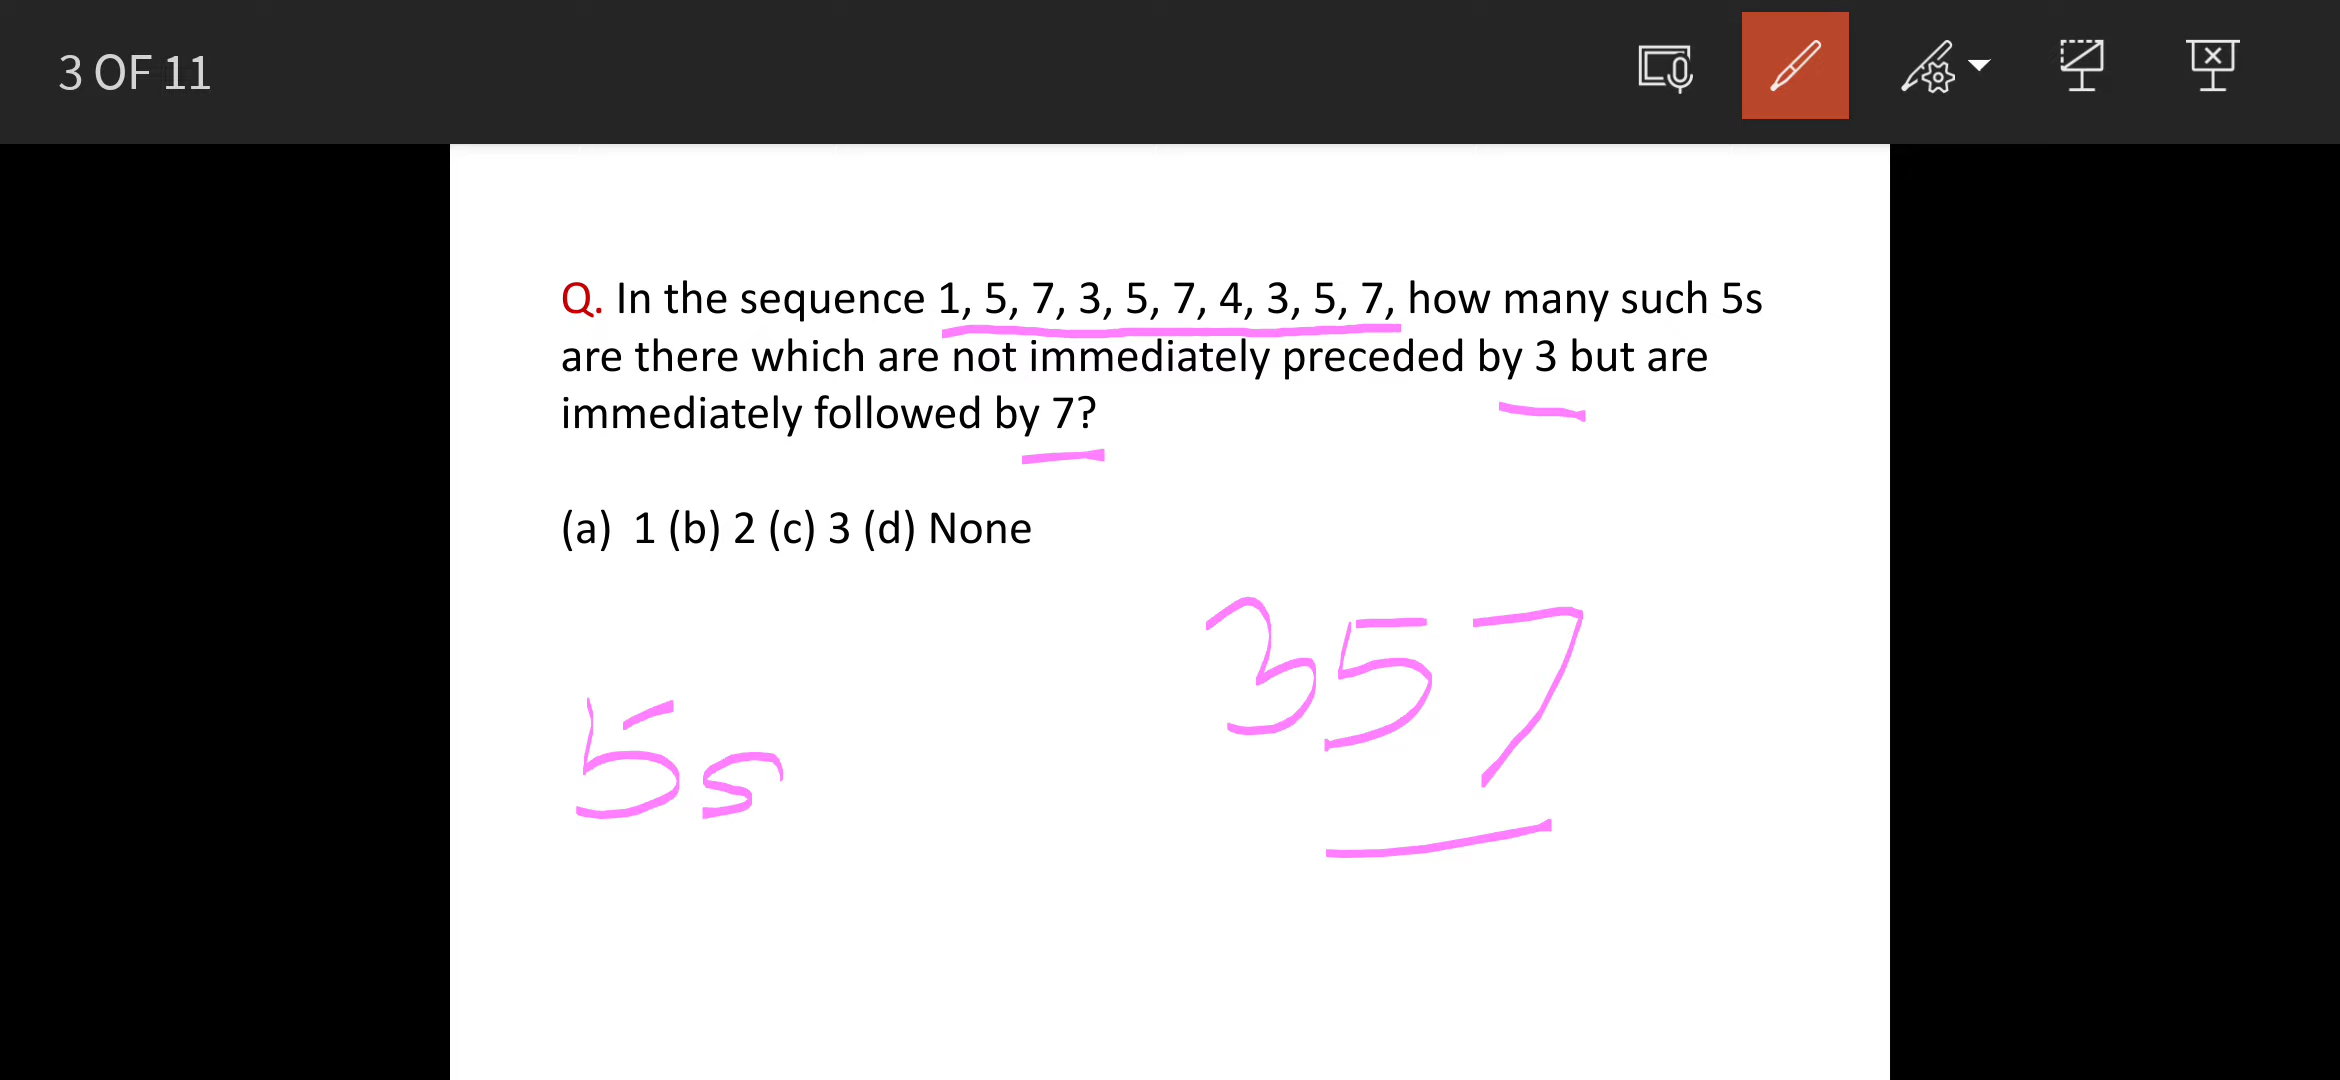 3 OF 11
Q. In the sequence 1, 5, 7, 3, 5, 7, 4, 3, 5, 7, how many such 5s
are there which are not immediately preceded by 3 but are
immediately followed by 7?
(a) 1 (b) 2 (c) 3 (d) None
357
5s